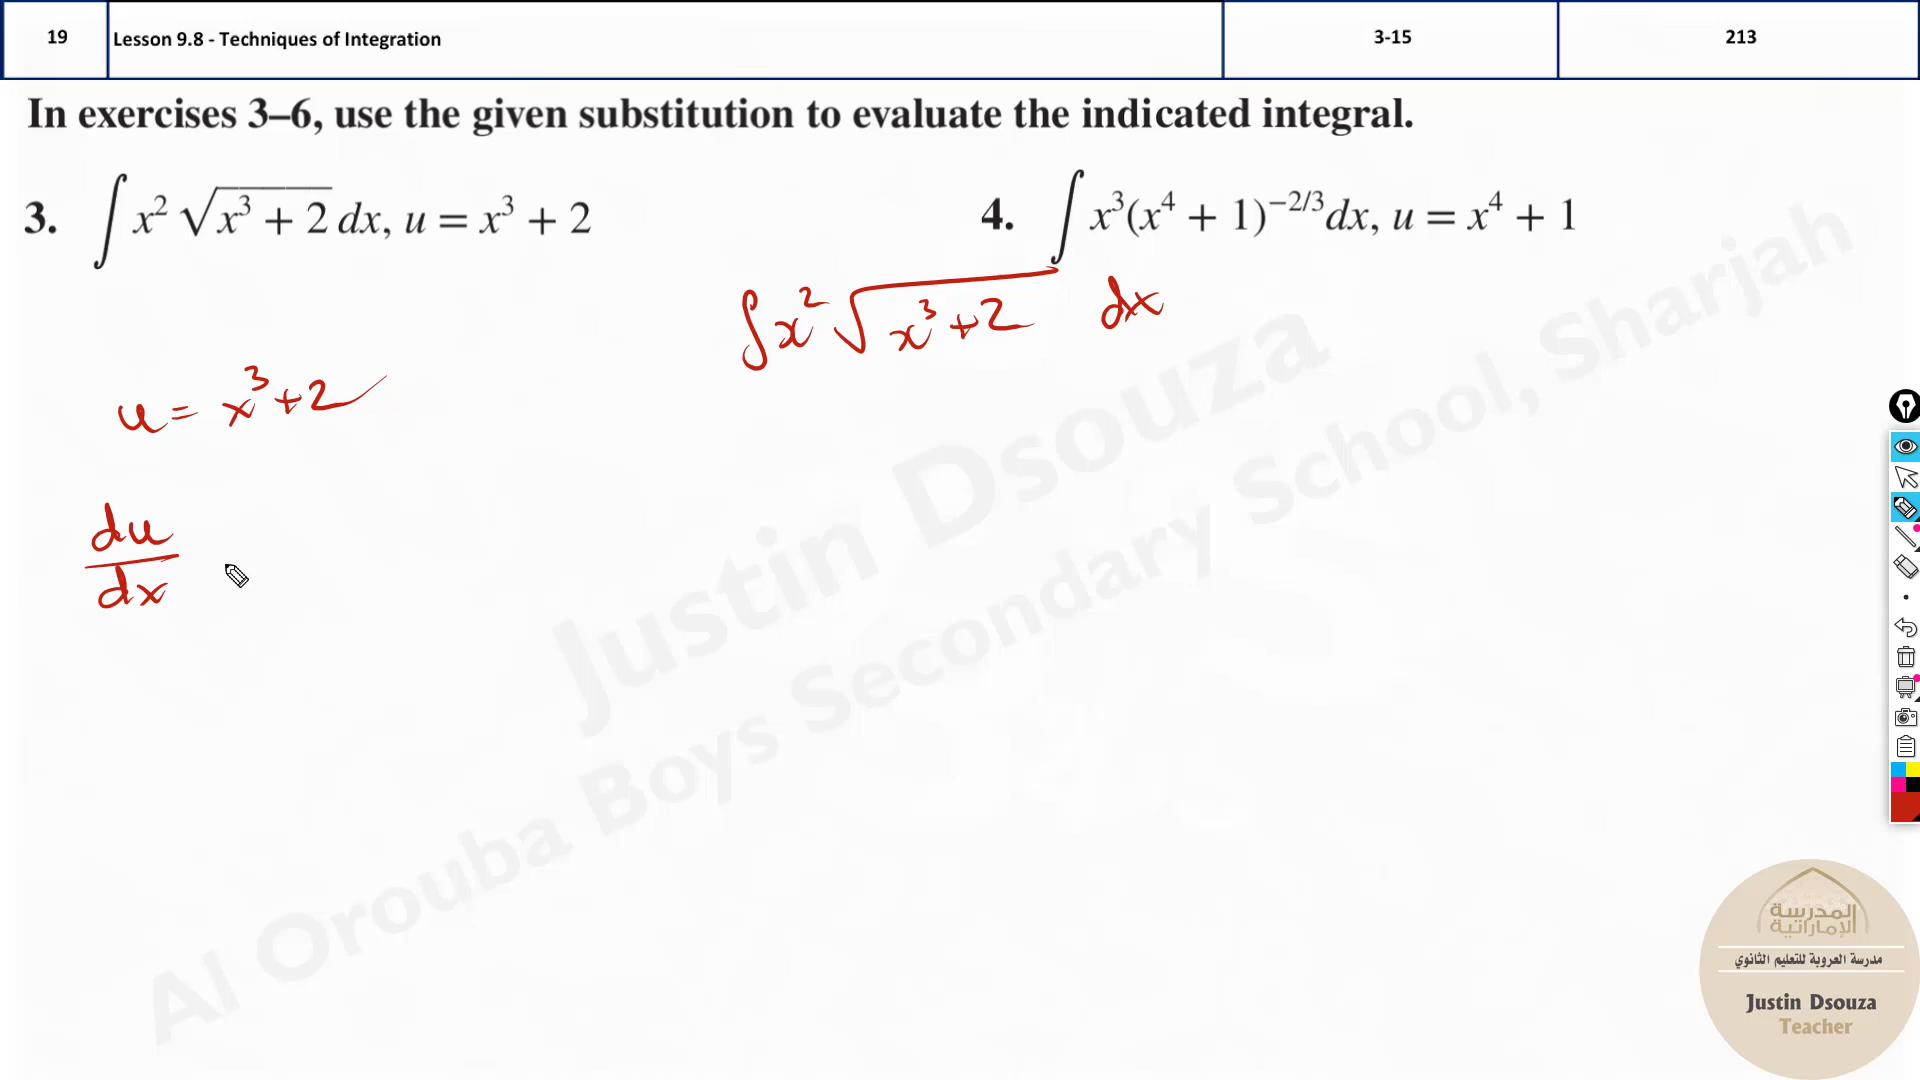 19 Lesson 9.8 - Techniques of Integration 3-15 213
In exercises 3–6, use the given substitution to evaluate the indicated integral.
3. ∫ x² √(x³ + 2) dx, u = x³ + 2
4. ∫ x³(x⁴ + 1)^(−2/3) dx, u = x⁴ + 1
∫ x² √(x³+2) dx
u = x³+2
du
dx
Justin Dsouza
Al Orouba Boys Secondary School, Sharjah
المدرسة
الإماراتية
مدرسة العروبة للتعليم الثانوي
Justin Dsouza
Teacher